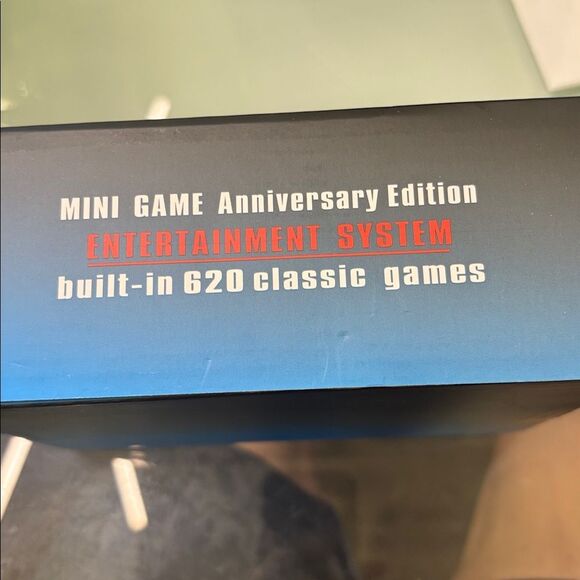 MINI GAME Anniversary Edition
ENTERTAINMENT SYSTEM
built-in 620 classic games